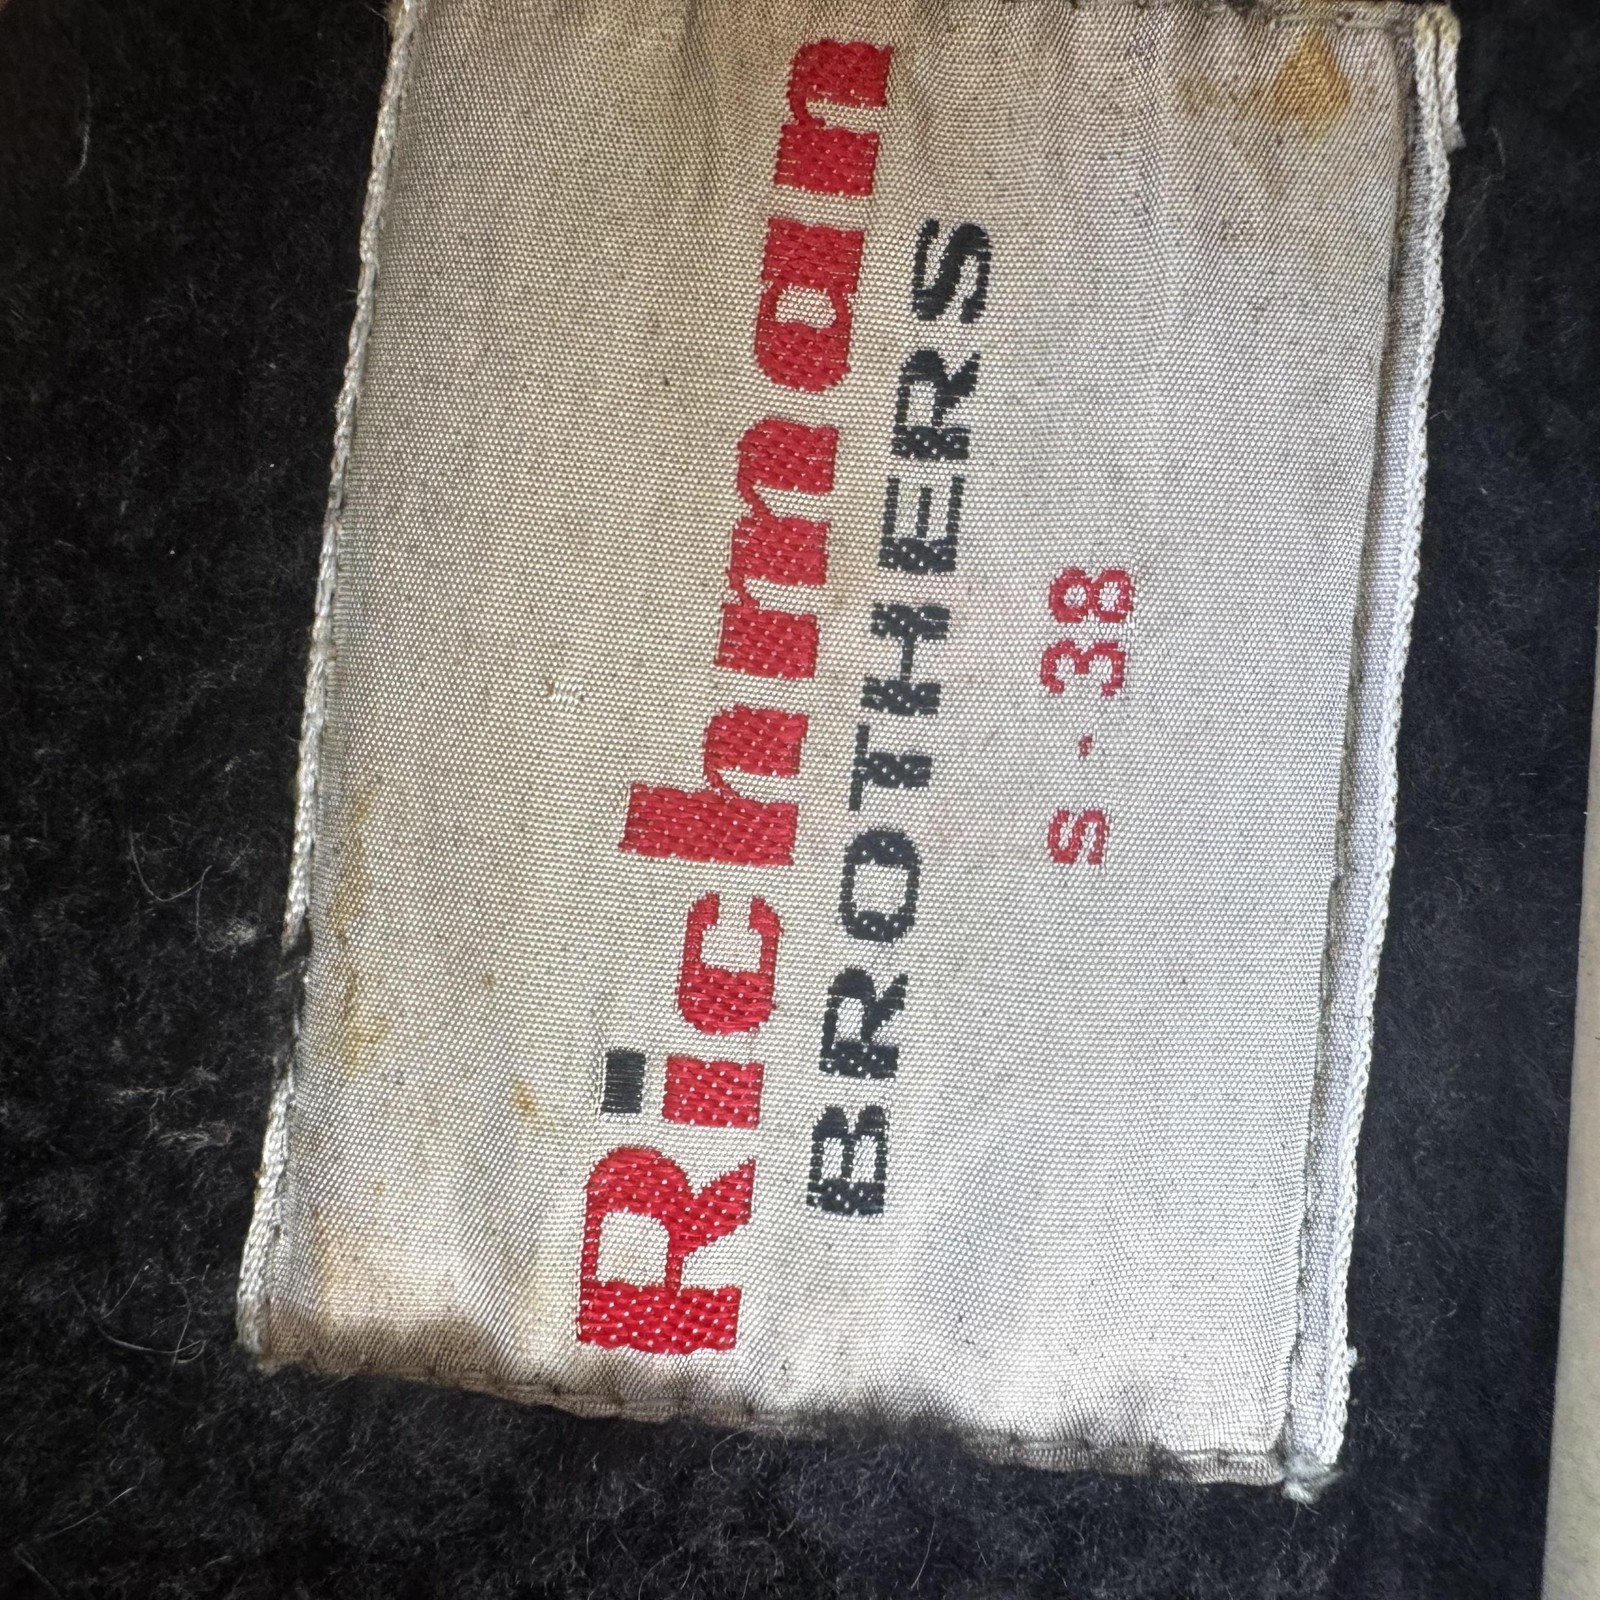 Richman
BROTHERS
S - 38